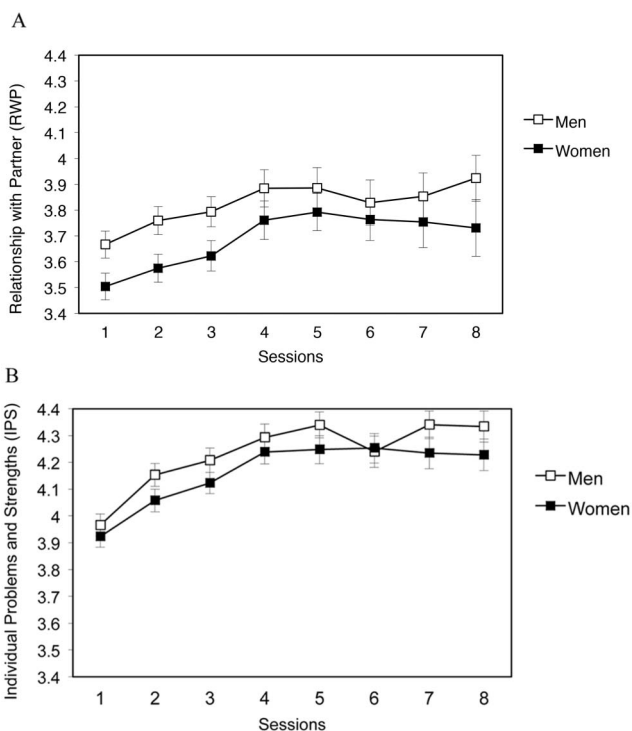 A
Relationship with Partner (RWP)
4.4
4.3
4.2
4.1
4
3.9
3.8
3.7
3.6
3.5
3.4
1 2 3 4 5 6 7 8
Sessions
Men
Women
B
Individual Problems and Strengths (IPS)
4.4
4.3
4.2
4.1
4
3.9
3.8
3.7
3.6
3.5
3.4
1 2 3 4 5 6 7 8
Sessions
Men
Women